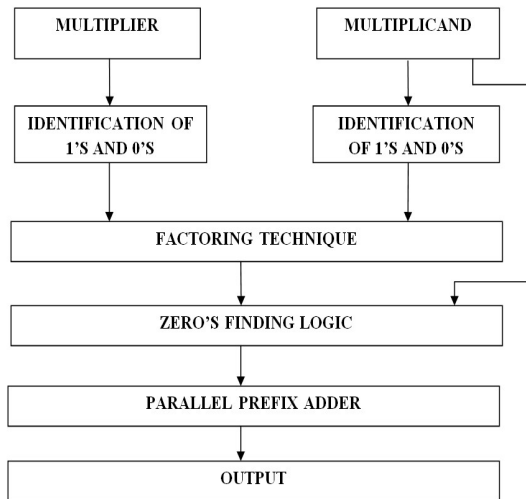 MULTIPLIER
MULTIPLICAND
IDENTIFICATION OF
1'S AND 0'S
IDENTIFICATION
OF 1'S AND 0'S
FACTORING TECHNIQUE
ZERO'S FINDING LOGIC
PARALLEL PREFIX ADDER
OUTPUT